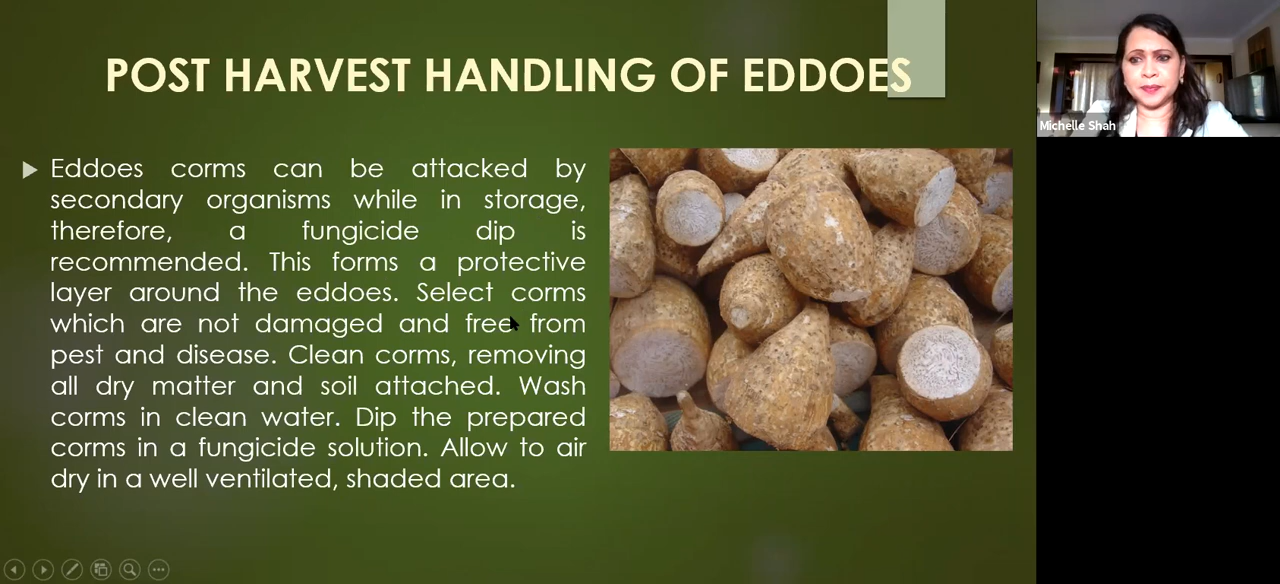 POST HARVEST HANDLING OF EDDOES
Michelle Shah
Eddoes corms can be attacked by
secondary organisms while in storage,
therefore, a fungicide dip is
recommended. This forms a protective
layer around the eddoes. Select corms
which are not damaged and free from
pest and disease. Clean corms, removing
all dry matter and soil attached. Wash
corms in clean water. Dip the prepared
corms in a fungicide solution. Allow to air
dry in a well ventilated, shaded area.